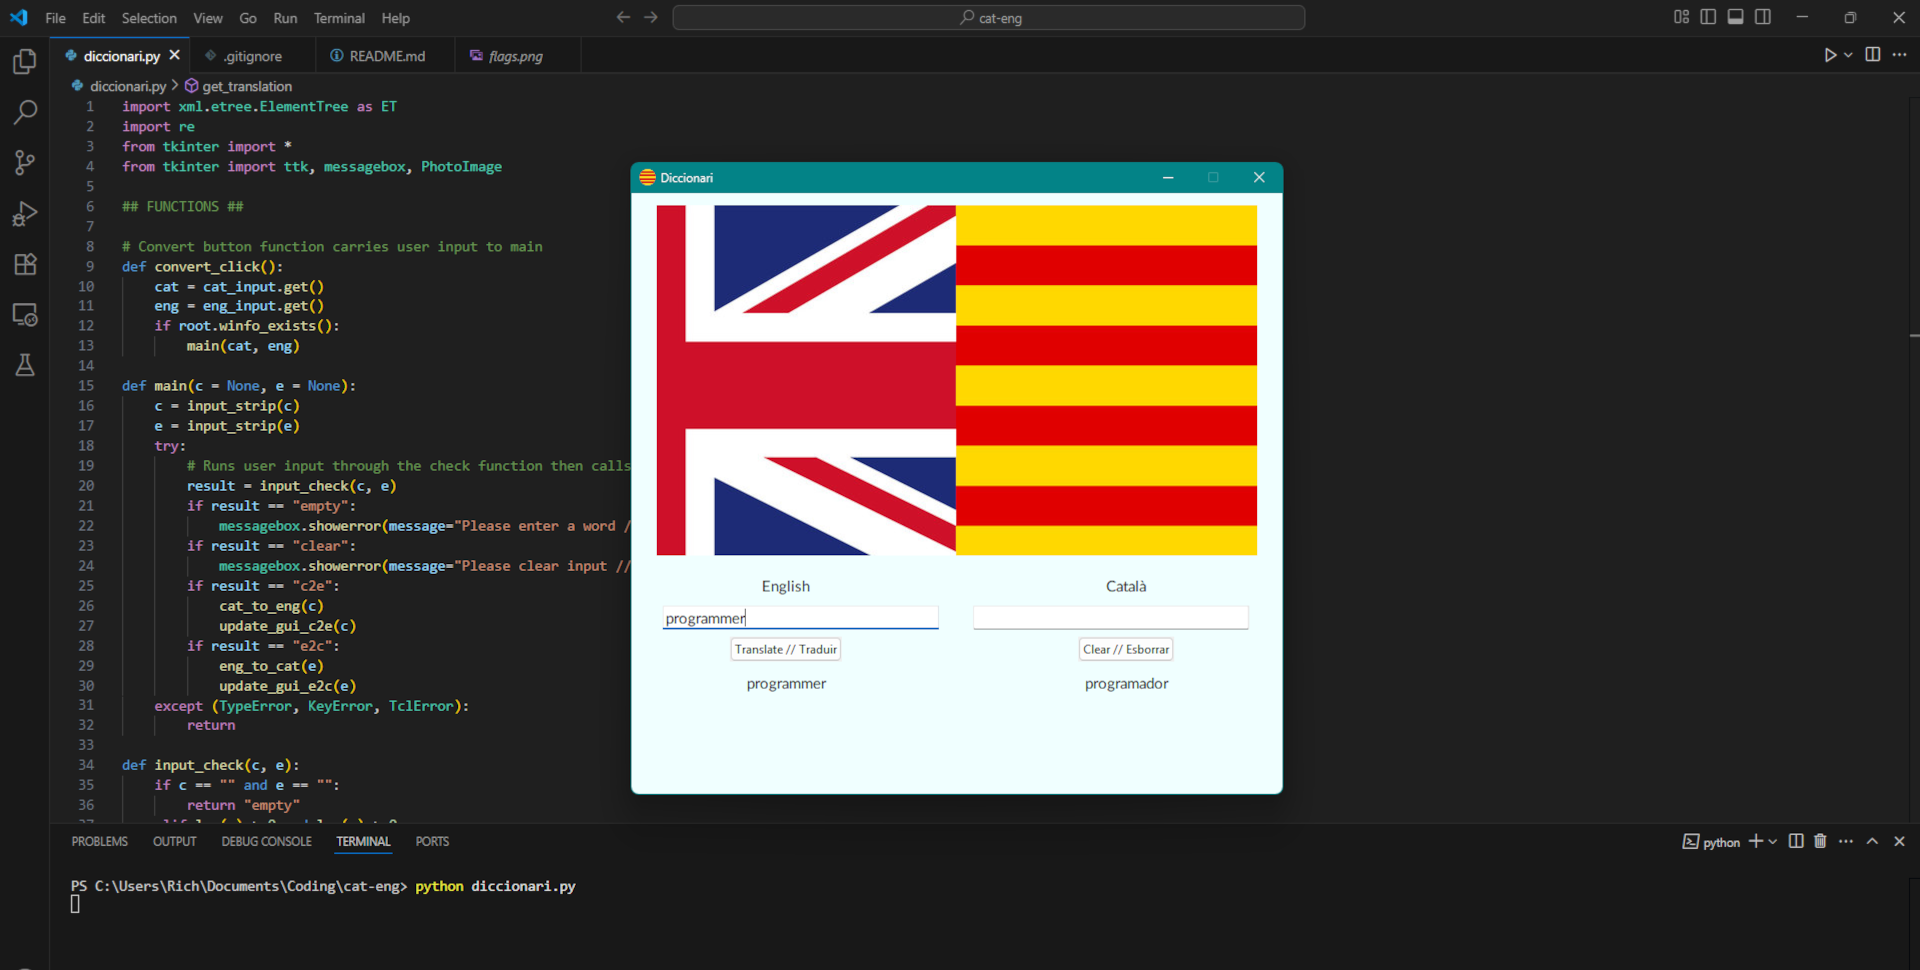 File Edit Selection View Go Run Terminal Help
cat-eng
diccionari.py .gitignore README.md flags.png
diccionari.py > get_translation
1 import xml.etree.ElementTree as ET
2 import re
3 from tkinter import *
4 from tkinter import ttk, messagebox, PhotoImage
5
6 ## FUNCTIONS ##
7
8 # Convert button function carries user input to main
9 def convert_click():
10 cat = cat_input.get()
11 eng = eng_input.get()
12 if root.winfo_exists():
13 main(cat, eng)
14
15 def main(c = None, e = None):
16 c = input_strip(c)
17 e = input_strip(e)
18 try:
19 # Runs user input through the check function then calls
20 result = input_check(c, e)
21 if result == "empty":
22 messagebox.showerror(message="Please enter a word /
23 if result == "clear":
24 messagebox.showerror(message="Please clear input //
25 if result == "c2e":
26 cat_to_eng(c)
27 update_gui_c2e(c)
28 if result == "e2c":
29 eng_to_cat(e)
30 update_gui_e2c(e)
31 except (TypeError, KeyError, TclError):
32 return
33
34 def input_check(c, e):
35 if c == "" and e == "":
36 return "empty"
Diccionari
English Català
programmer
Translate // Traduir Clear // Esborrar
programmer programador
PROBLEMS OUTPUT DEBUG CONSOLE TERMINAL PORTS
python
PS C:\Users\Rich\Documents\Coding\cat-eng> python diccionari.py